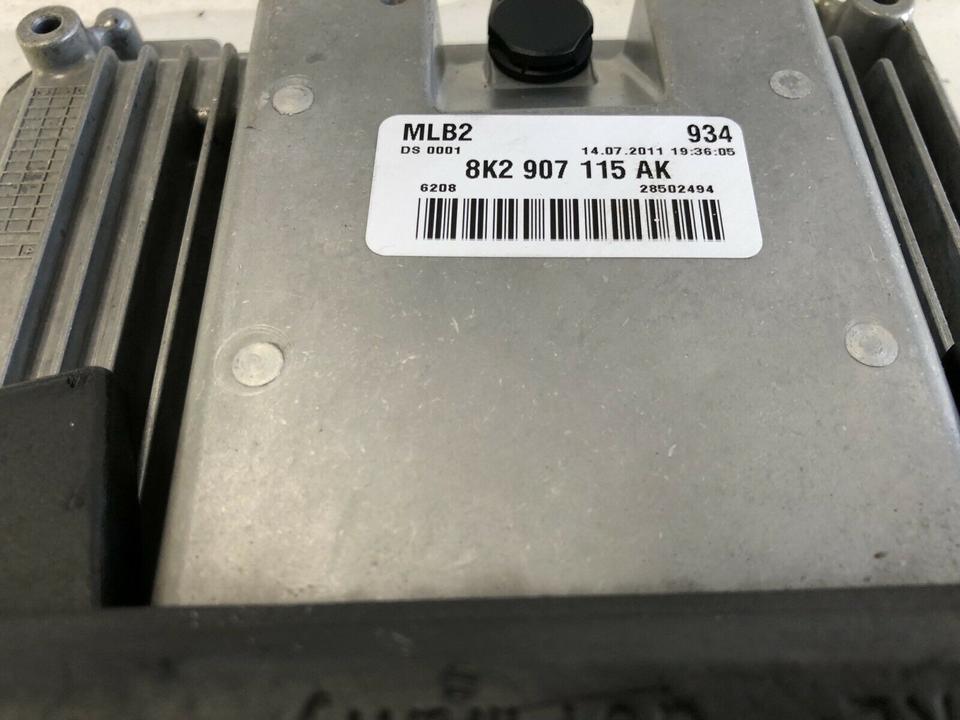 MLB2 934
DS 0001 14.07.2011 19:36:05
8K2 907 115 AK
6208 28502494